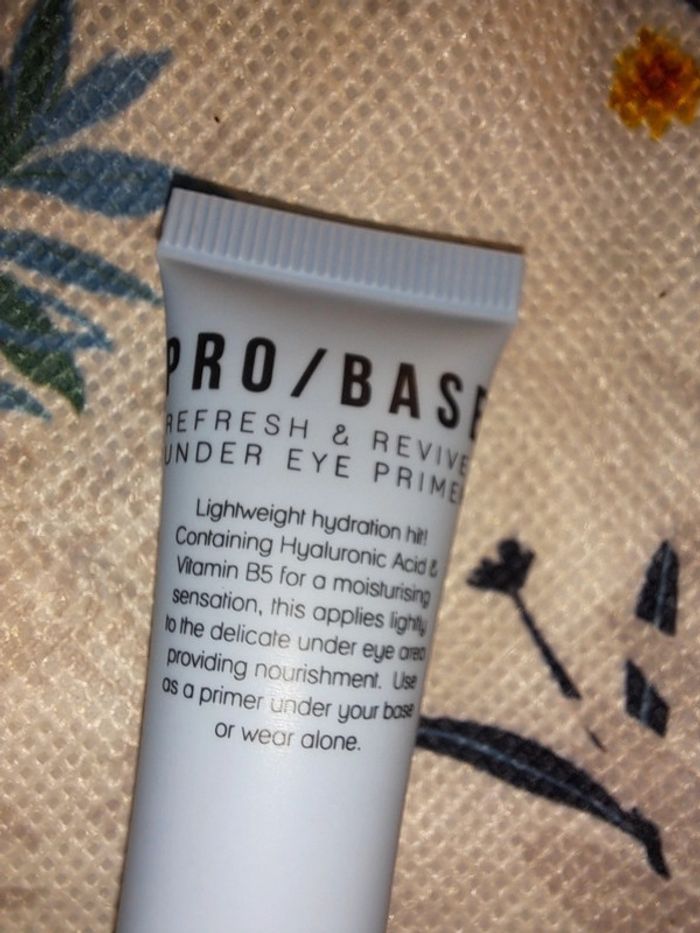 PRO/BASE
REFRESH & REVIVE
UNDER EYE PRIMER
Lightweight hydration hit!
Containing Hyaluronic Acid &
Vitamin B5 for a moisturising
sensation, this applies lightly
to the delicate under eye area
providing nourishment. Use
as a primer under your base
or wear alone.